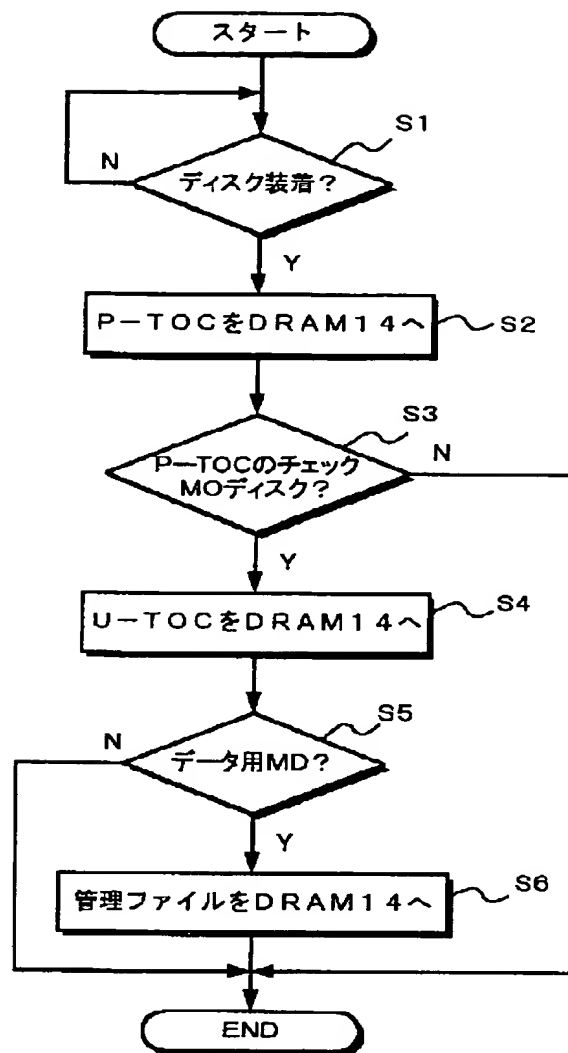 スタート
S1
N
ディスク装着?
Y
P-TOCをDRAM14へ
S2
S3
P-TOCのチェック
MOディスク?
N
Y
U-TOCをDRAM14へ
S4
S5
N
データ用MD?
Y
管理ファイルをDRAM14へ
S6
END